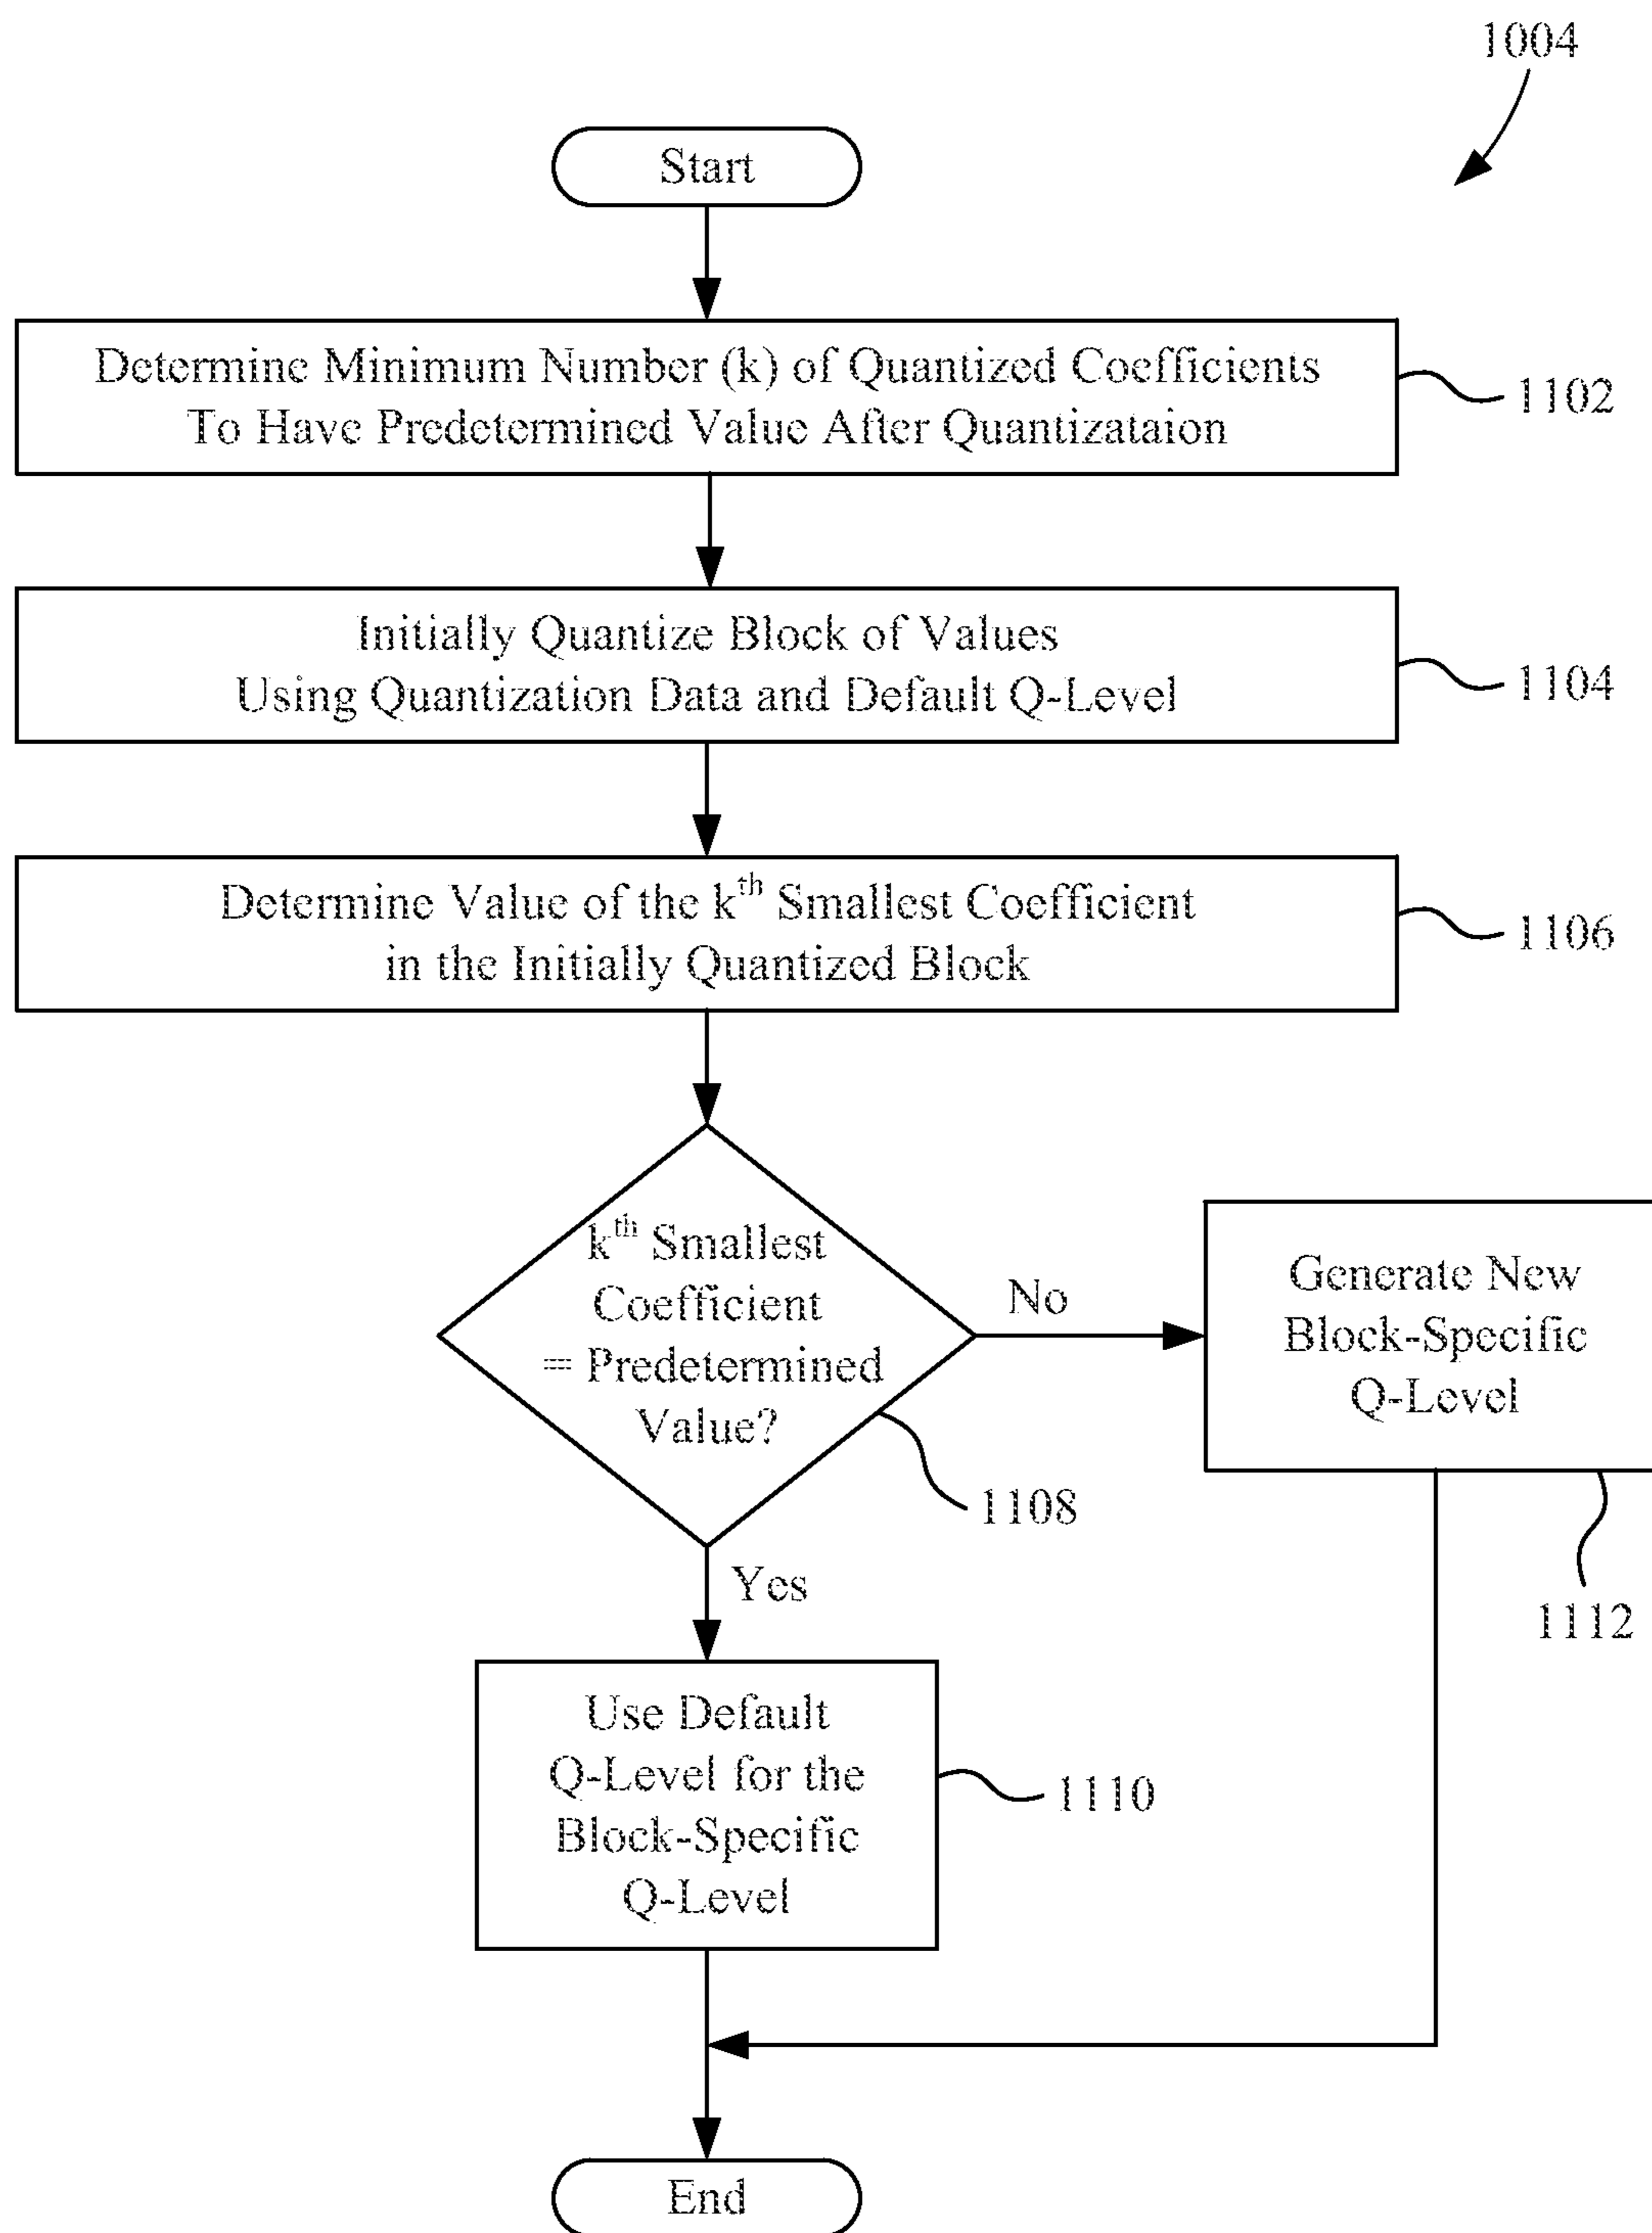 1004
Start
Determine Minimum Number (k) of Quantized Coefficients
To Have Predetermined Value After Quantizataion
1102
Initially Quantize Block of Values
Using Quantization Data and Default Q-Level
1104
Determine Value of the kth Smallest Coefficient
in the Initially Quantized Block
1106
kth Smallest
Coefficient
= Predetermined
Value?
1108
No
Generate New
Block-Specific
Q-Level
1112
Yes
Use Default
Q-Level for the
Block-Specific
Q-Level
1110
End